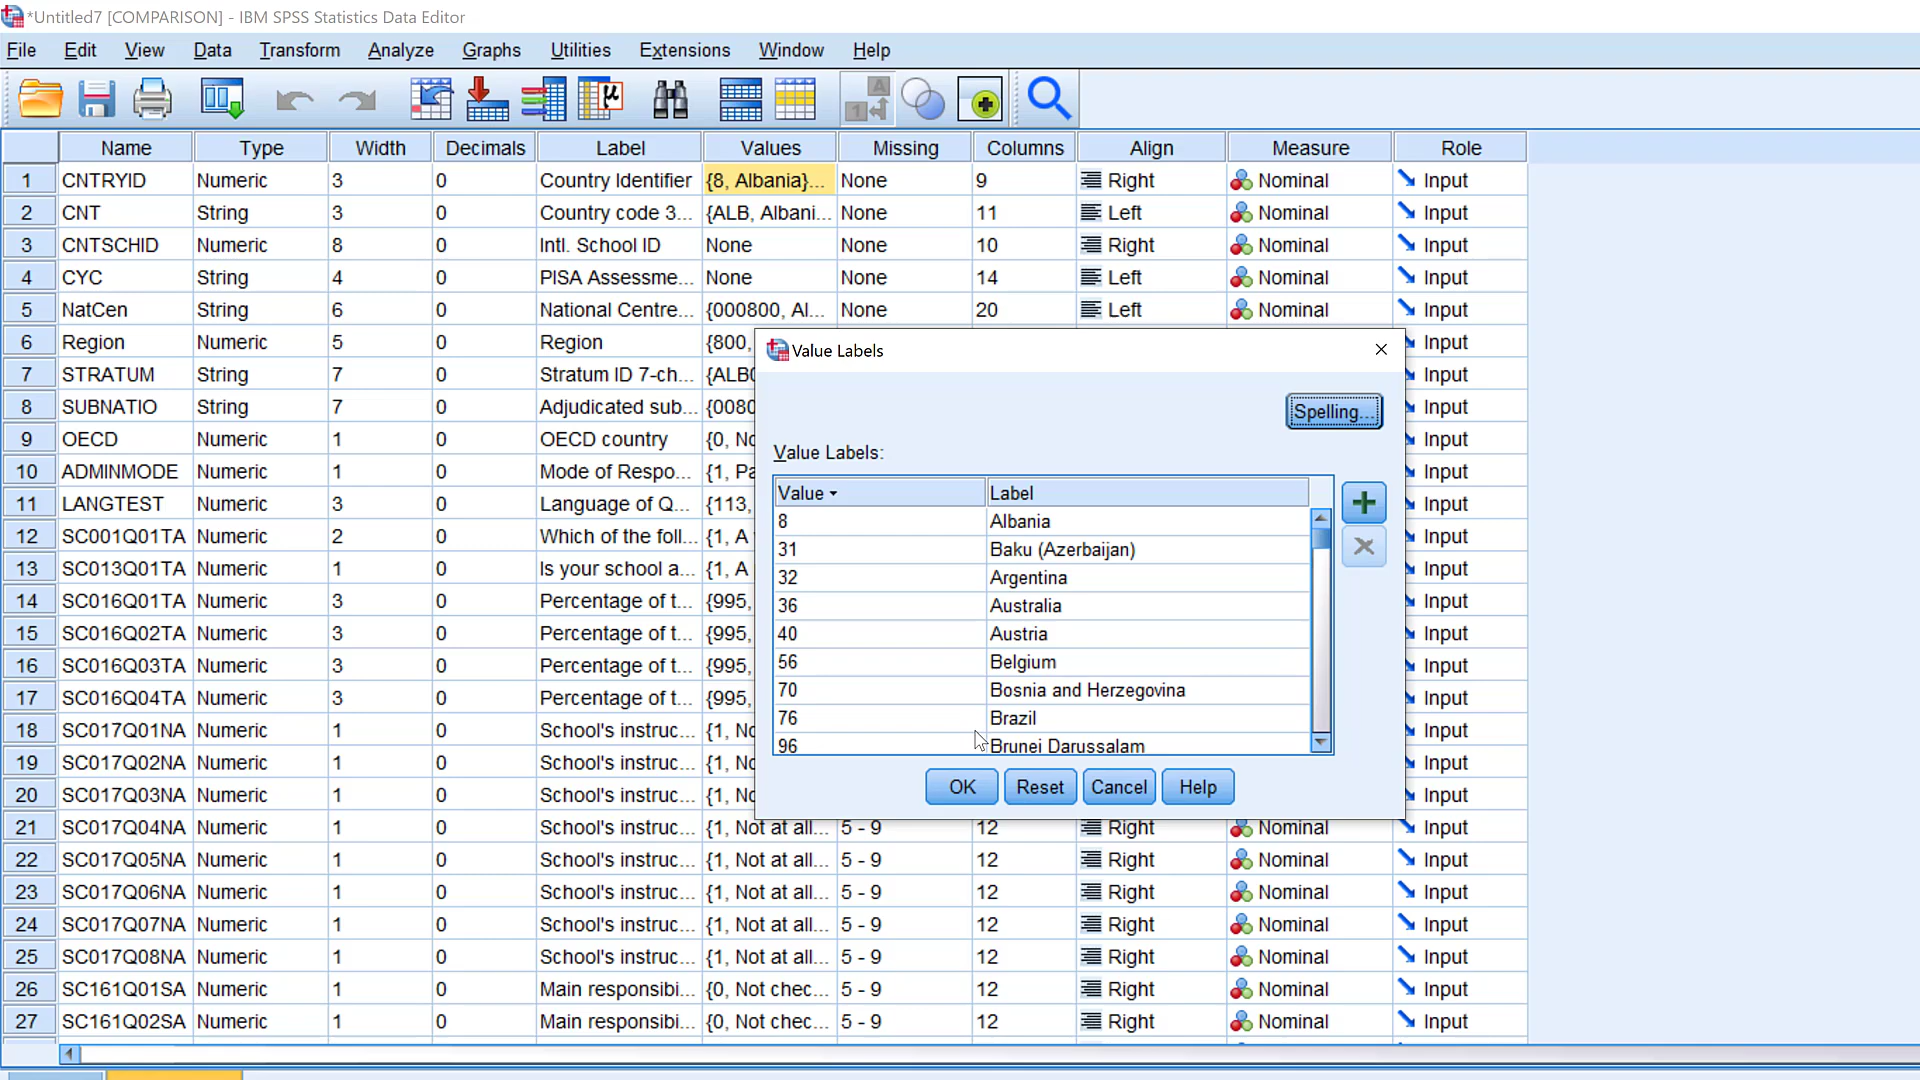 *Untitled7 [COMPARISON] - IBM SPSS Statistics Data Editor
File Edit View Data Transform Analyze Graphs Utilities Extensions Window Help
Name Type Width Decimals Label Values Missing Columns Align Measure Role
1 CNTRYID Numeric 3 0 Country Identifier {8, Albania}... None 9 Right Nominal Input
2 CNT String 3 0 Country code 3... {ALB, Albani... None 11 Left Nominal Input
3 CNTSCHID Numeric 8 0 Intl. School ID None None 10 Right Nominal Input
4 CYC String 4 0 PISA Assessme... None None 14 Left Nominal Input
5 NatCen String 6 0 National Centre... {000800, Al... None 20 Left Nominal Input
6 Region Numeric 5 0 Region {800, Input
7 STRATUM String 7 0 Stratum ID 7-ch... {ALB0 Input
8 SUBNATIO String 7 0 Adjudicated sub... {0080 Input
9 OECD Numeric 1 0 OECD country {0, No Input
10 ADMINMODE Numeric 1 0 Mode of Respo... {1, Pa Input
11 LANGTEST Numeric 3 0 Language of Q... {113, Input
12 SC001Q01TA Numeric 2 0 Which of the foll... {1, A Input
13 SC013Q01TA Numeric 1 0 Is your school a... {1, A Input
14 SC016Q01TA Numeric 3 0 Percentage of t... {995, Input
15 SC016Q02TA Numeric 3 0 Percentage of t... {995, Input
16 SC016Q03TA Numeric 3 0 Percentage of t... {995, Input
17 SC016Q04TA Numeric 3 0 Percentage of t... {995, Input
18 SC017Q01NA Numeric 1 0 School's instruc... {1, No Input
19 SC017Q02NA Numeric 1 0 School's instruc... {1, No Input
20 SC017Q03NA Numeric 1 0 School's instruc... {1, No Input
21 SC017Q04NA Numeric 1 0 School's instruc... {1, Not at all... 5 - 9 12 Right Nominal Input
22 SC017Q05NA Numeric 1 0 School's instruc... {1, Not at all... 5 - 9 12 Right Nominal Input
23 SC017Q06NA Numeric 1 0 School's instruc... {1, Not at all... 5 - 9 12 Right Nominal Input
24 SC017Q07NA Numeric 1 0 School's instruc... {1, Not at all... 5 - 9 12 Right Nominal Input
25 SC017Q08NA Numeric 1 0 School's instruc... {1, Not at all... 5 - 9 12 Right Nominal Input
26 SC161Q01SA Numeric 1 0 Main responsibi... {0, Not chec... 5 - 9 12 Right Nominal Input
27 SC161Q02SA Numeric 1 0 Main responsibi... {0, Not chec... 5 - 9 12 Right Nominal Input
Value Labels
Spelling...
Value Labels:
Value Label
8 Albania
31 Baku (Azerbaijan)
32 Argentina
36 Australia
40 Austria
56 Belgium
70 Bosnia and Herzegovina
76 Brazil
96 Brunei Darussalam
OK Reset Cancel Help